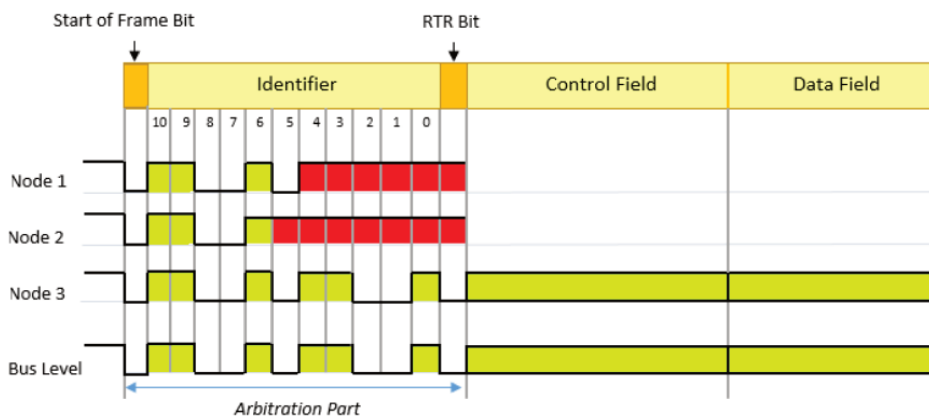 Start of Frame Bit RTR Bit
Identifier Control Field Data Field
10 9 8 7 6 5 4 3 2 1 0
Node 1
Node 2
Node 3
Bus Level
Arbitration Part